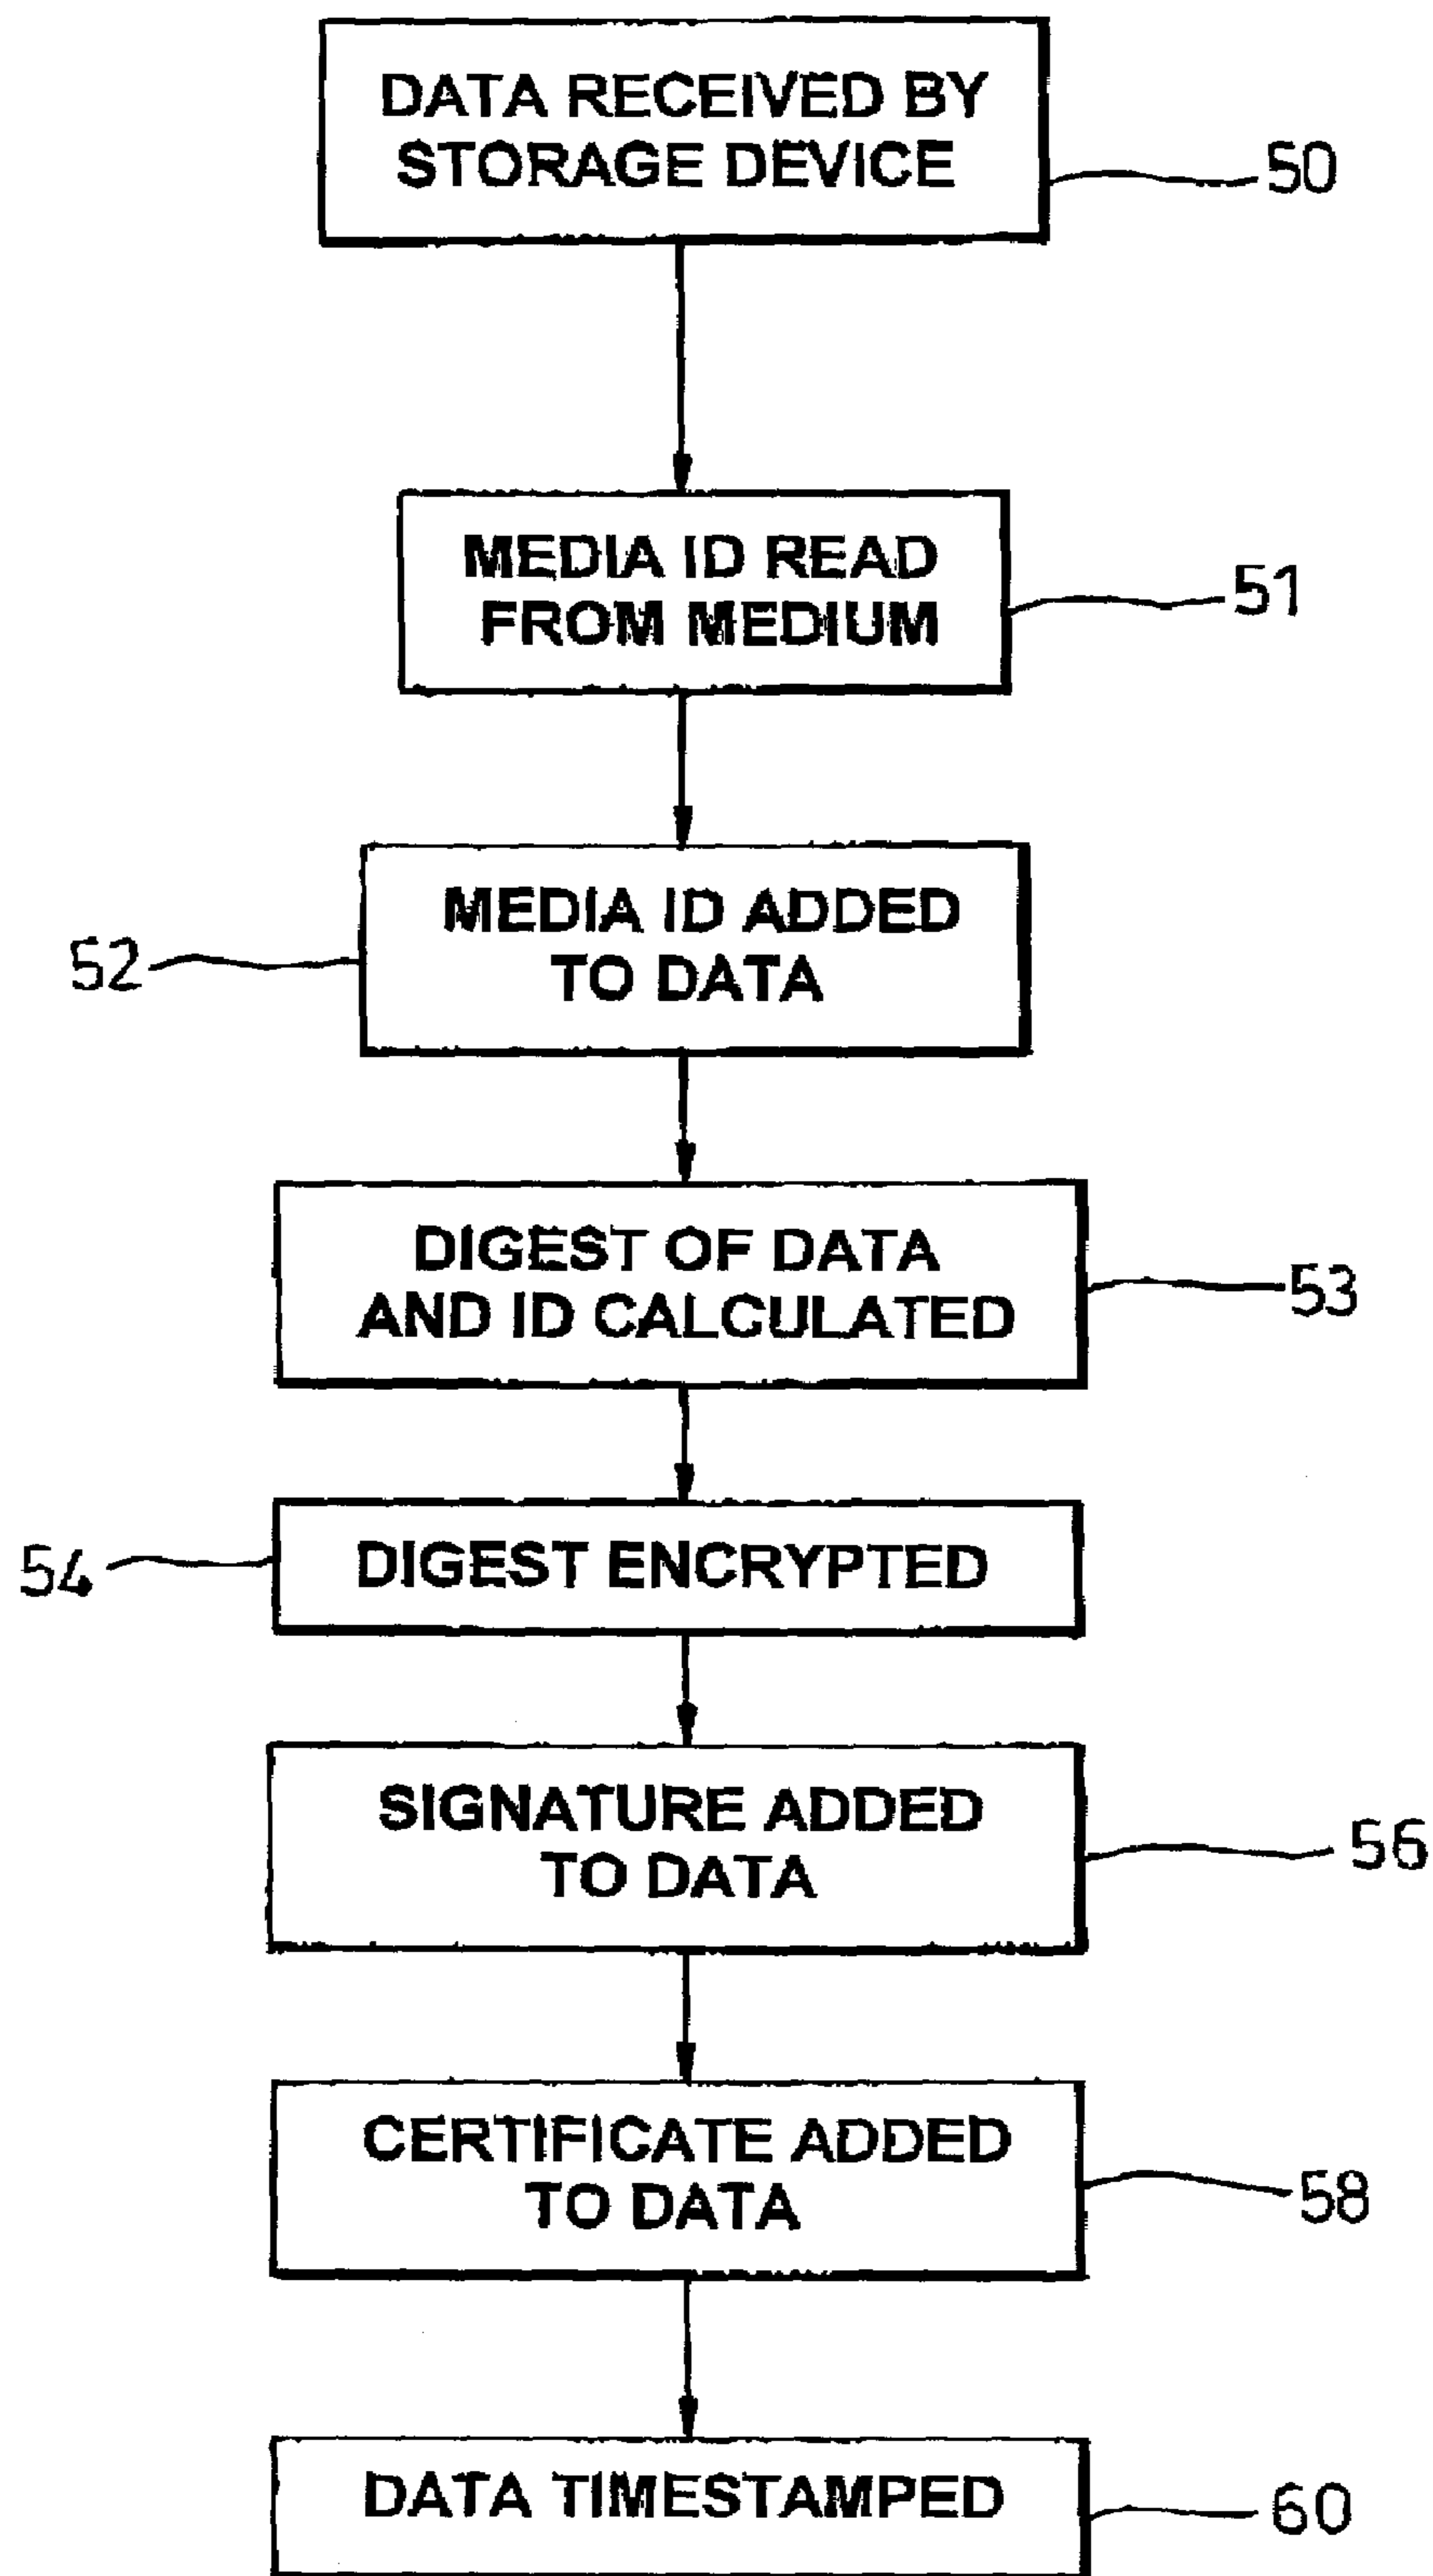 DATA RECEIVED BY
STORAGE DEVICE
50
MEDIA ID READ
FROM MEDIUM
51
MEDIA ID ADDED
TO DATA
52
DIGEST OF DATA
AND ID CALCULATED
53
DIGEST ENCRYPTED
54
SIGNATURE ADDED
TO DATA
56
CERTIFICATE ADDED
TO DATA
58
DATA TIMESTAMPED
60